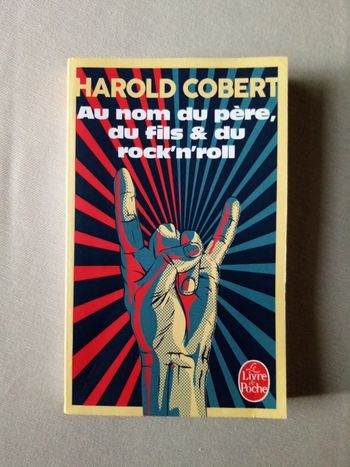 HAROLD COBERT
Au nom du père,
du fils & du
rock'n'roll
Le
Livre
de
Poche